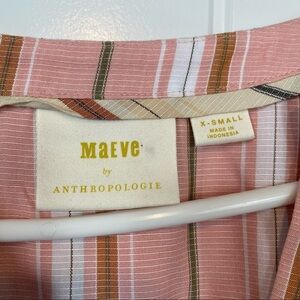 Maeve
by
ANTHROPOLOGIE
X-SMALL
MADE IN
INDONESIA